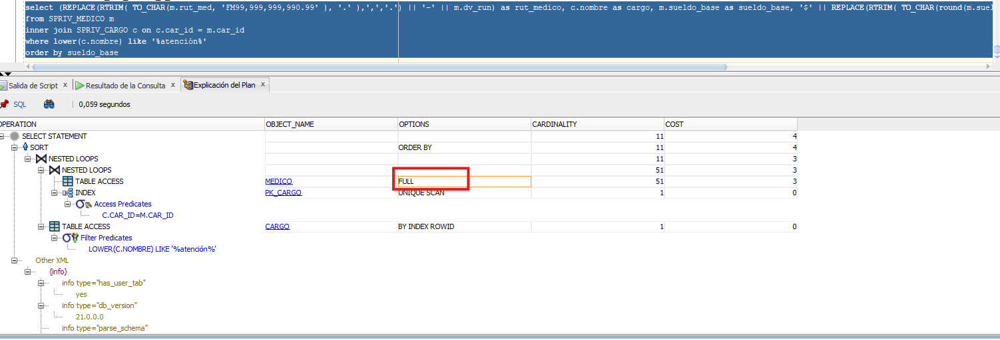 select (REPLACE(RTRIM( TO_CHAR(m.rut_med, 'FM99,999,999,990.99' ), '.' ),',','.') || '-' || m.dv_run) as rut_medico, c.nombre as cargo, m.sueldo_base as sueldo_base, '$' || REPLACE(RTRIM( TO_CHAR(round(m.suel
from SPRIV_MEDICO m
inner join SPRIV_CARGO c on c.car_id = m.car_id
where lower(c.nombre) like '%atención%'
order by sueldo_base
Salida de Script x Resultado de la Consulta x Explicación del Plan x
SQL 0,059 segundos
OPERATION OBJECT_NAME OPTIONS CARDINALITY COST
SELECT STATEMENT 11 4
SORT ORDER BY 11 4
NESTED LOOPS 11 3
NESTED LOOPS 51 3
TABLE ACCESS MEDICO FULL 51 3
INDEX PK_CARGO UNIQUE SCAN 1 0
Access Predicates
C.CAR_ID=M.CAR_ID
TABLE ACCESS CARGO BY INDEX ROWID 1 0
Filter Predicates
LOWER(C.NOMBRE) LIKE '%atención%'
Other XML
{info}
info type="has_user_tab"
yes
info type="db_version"
21.0.0.0
info type="parse_schema"